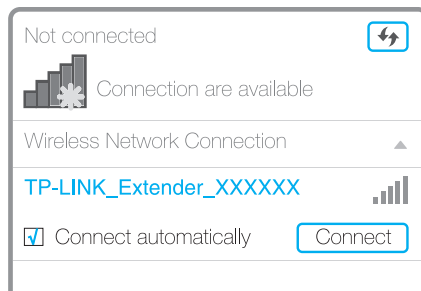 Not connected
Connection are available
Wireless Network Connection
TP-LINK_Extender_XXXXXX
Connect automatically
Connect